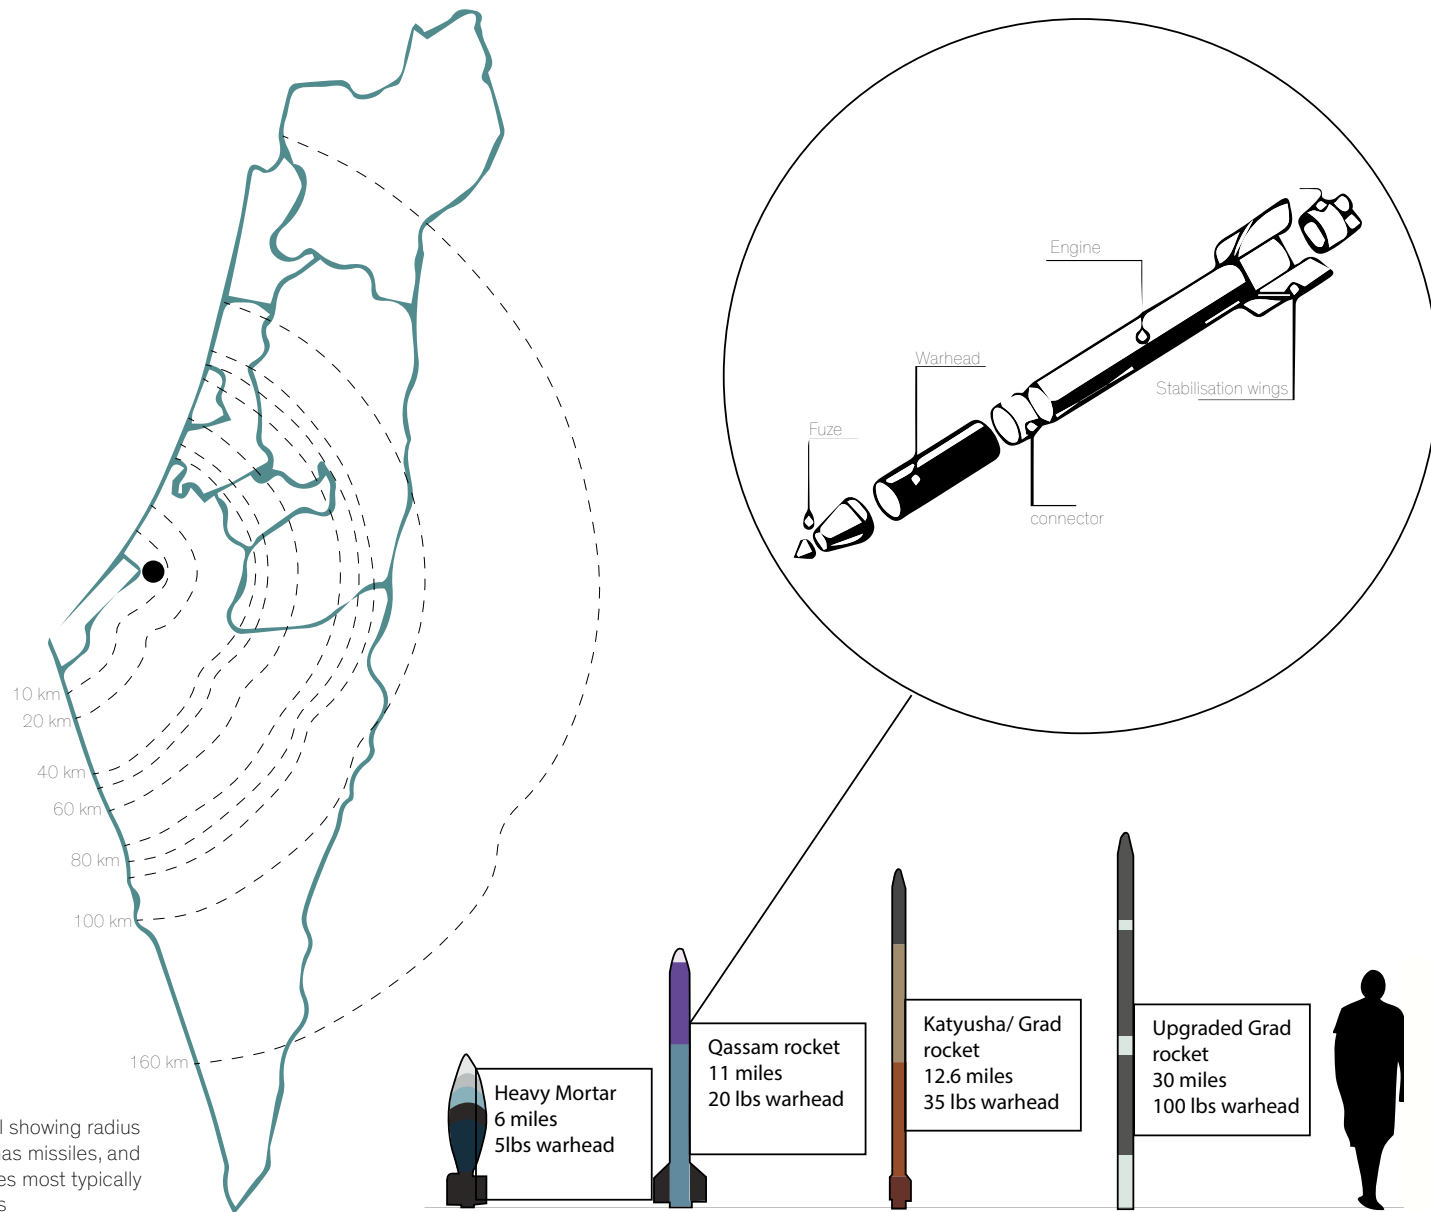 Engine
Warhead
Stabilisation wings
Fuze
connector
10 km
20 km
40 km
60 km
80 km
100 km
160 km
Heavy Mortar
6 miles
5lbs warhead
Qassam rocket
11 miles
20 lbs warhead
Katyusha/ Grad
rocket
12.6 miles
35 lbs warhead
Upgraded Grad
rocket
30 miles
100 lbs warhead
showing radius
missiles, and
most typically